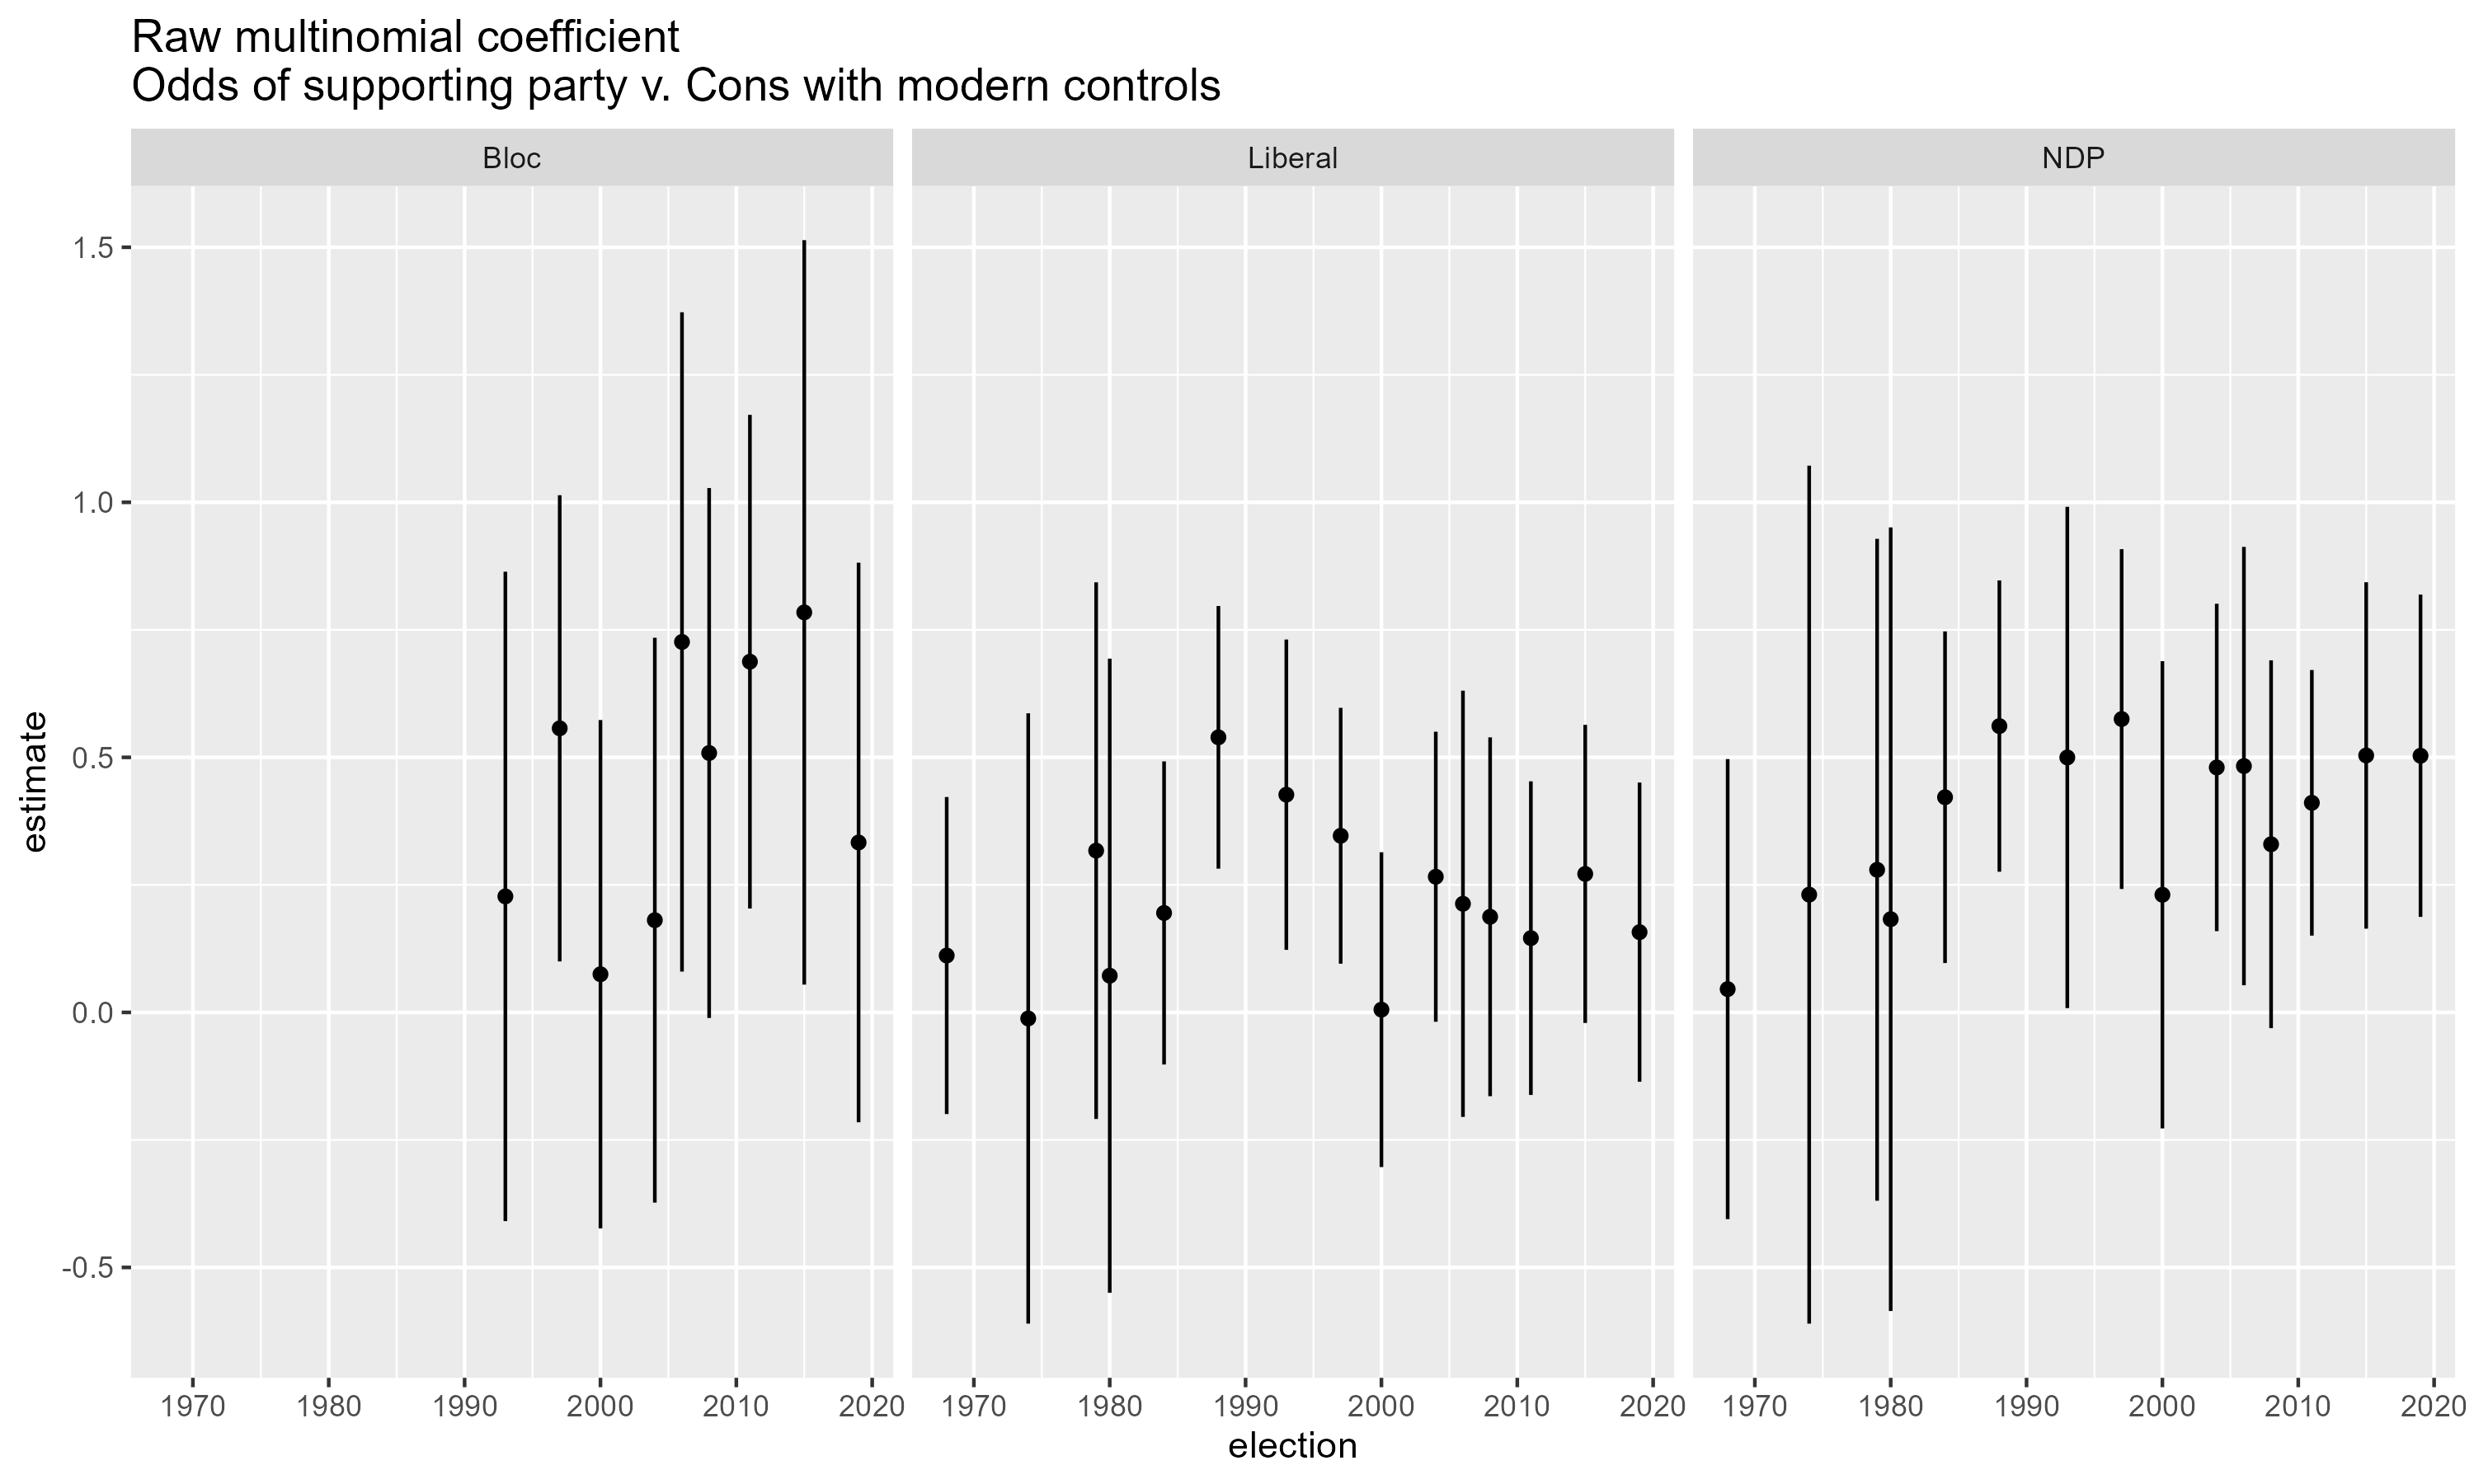 Raw multinomial coefficient
Odds of supporting party v. Cons with modern controls
Bloc Liberal NDP
1.5
1.0
0.5
0.0
-0.5
estimate
1970 1980 1990 2000 2010 2020 1970 1980 1990 2000 2010 2020 1970 1980 1990 2000 2010 2020
election